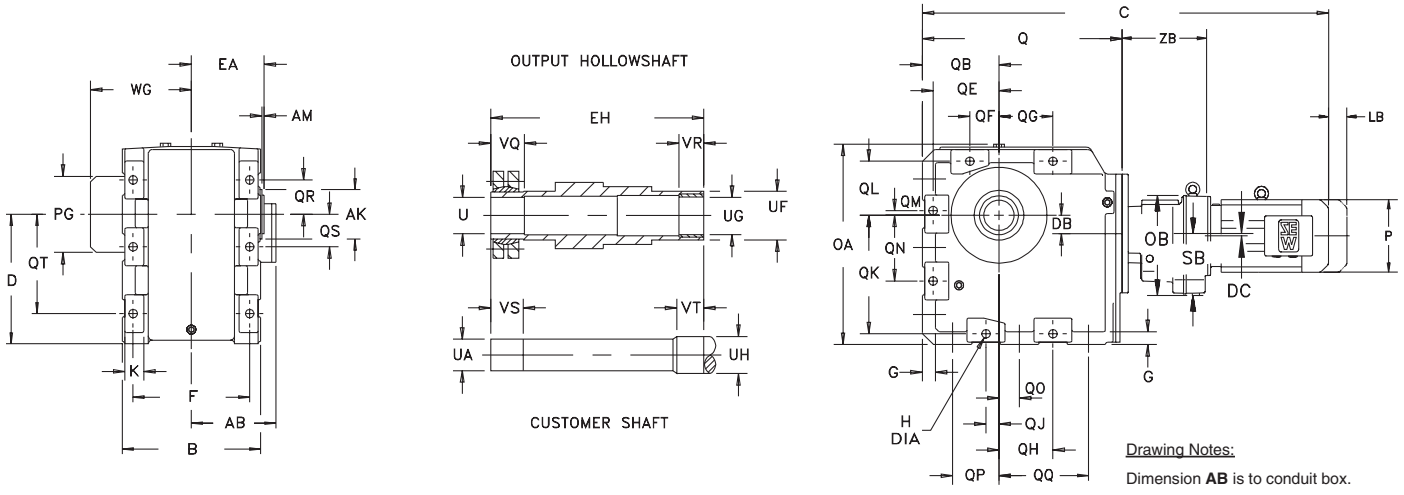 EA
WG
AM
PG
QR
AK
QS
QT
D
K
F
AB
B
OUTPUT HOLLOWSHAFT
EH
VQ
VR
U
UG
UF
VS
VT
UA
UH
CUSTOMER SHAFT
C
Q
ZB
QB
QE
QF
QG
LB
QL
QM
OA
QN
QK
DB
OB
SB
SEW
P
DC
G
G
QO
H
DIA
QJ
QH
QP
QQ
Drawing Notes:
Dimension AB is to conduit box.